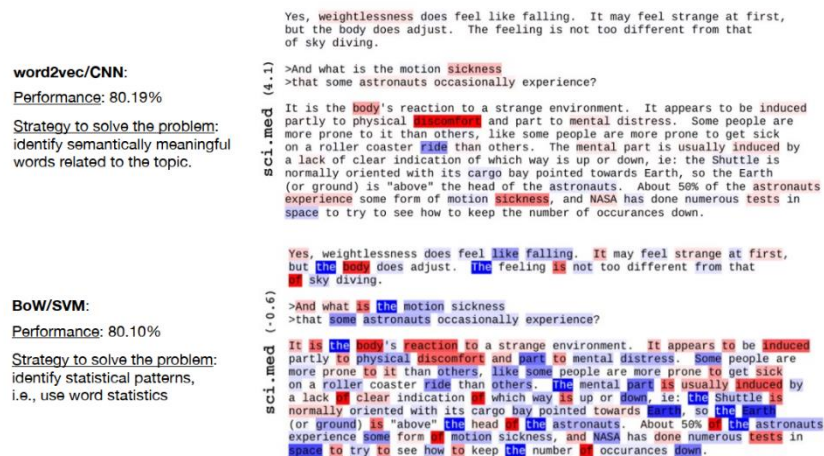 word2vec/CNN:
Performance: 80.19%
Strategy to solve the problem:
identify semantically meaningful
words related to the topic.
sci.med (4.1)
Yes, weightlessness does feel like falling. It may feel strange at first,
but the body does adjust. The feeling is not too different from that
of sky diving.
>And what is the motion sickness
>that some astronauts occasionally experience?
It is the body's reaction to a strange environment. It appears to be induced
partly to physical discomfort and part to mental distress. Some people are
more prone to it than others, like some people are more prone to get sick
on a roller coaster ride than others. The mental part is usually induced by
a lack of clear indication of which way is up or down, ie: the Shuttle is
normally oriented with its cargo bay pointed towards Earth, so the Earth
(or ground) is "above" the head of the astronauts. About 50% of the astronauts
experience some form of motion sickness, and NASA has done numerous tests in
space to try to see how to keep the number of occurances down.
BoW/SVM:
Performance: 80.10%
Strategy to solve the problem:
identify statistical patterns,
i.e., use word statistics
sci.med (-0.6)
Yes, weightlessness does feel like falling. It may feel strange at first,
but the body does adjust. The feeling is not too different from that
of sky diving.
>And what is the motion sickness
>that some astronauts occasionally experience?
It is the body's reaction to a strange environment. It appears to be induced
partly to physical discomfort and part to mental distress. Some people are
more prone to it than others, like some people are more prone to get sick
on a roller coaster ride than others. The mental part is usually induced by
a lack of clear indication of which way is up or down, ie: the Shuttle is
normally oriented with its cargo bay pointed towards Earth, so the Earth
(or ground) is "above" the head of the astronauts. About 50% of the astronauts
experience some form of motion sickness, and NASA has done numerous tests in
space to try to see how to keep the number of occurances down.